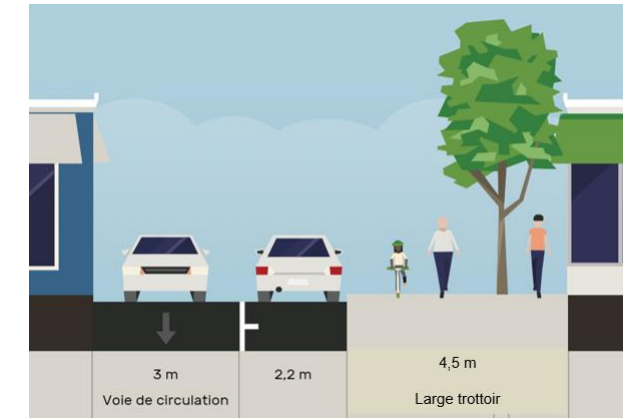 3 m
Voie de circulation
2,2 m
4,5 m
Large trottoir